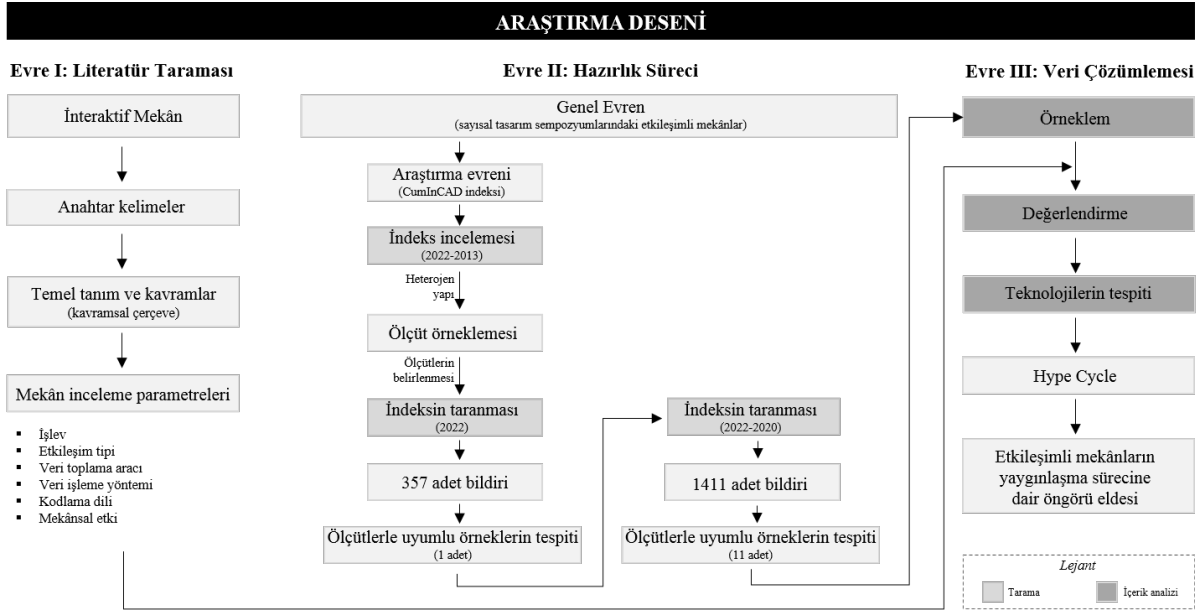 ARAŞTIRMA DESENİ
Evre I: Literatür Taraması
İnteraktif Mekân
Anahtar kelimeler
Temel tanım ve kavramlar
(kavramsal çerçeve)
Mekân inceleme parametreleri
▪ İşlev
▪ Etkileşim tipi
▪ Veri toplama aracı
▪ Veri işleme yöntemi
▪ Kodlama dili
▪ Mekânsal etki
Evre II: Hazırlık Süreci
Genel Evren
(sayısal tasarım sempozyumlarındaki etkileşimli mekânlar)
Araştırma evreni
(CumInCAD indeksi)
İndeks incelemesi
(2022-2013)
Heterojen
yapı
Ölçüt örneklemesi
Ölçütlerin
belirlenmesi
İndeksin taranması
(2022)
357 adet bildiri
Ölçütlerle uyumlu örneklerin tespiti
(1 adet)
İndeksin taranması
(2022-2020)
1411 adet bildiri
Ölçütlerle uyumlu örneklerin tespiti
(11 adet)
Evre III: Veri Çözümlemesi
Örneklem
Değerlendirme
Teknolojilerin tespiti
Hype Cycle
Etkileşimli mekânların
yaygınlaşma sürecine
dair öngörü eldesi
Lejant
Tarama
İçerik analizi